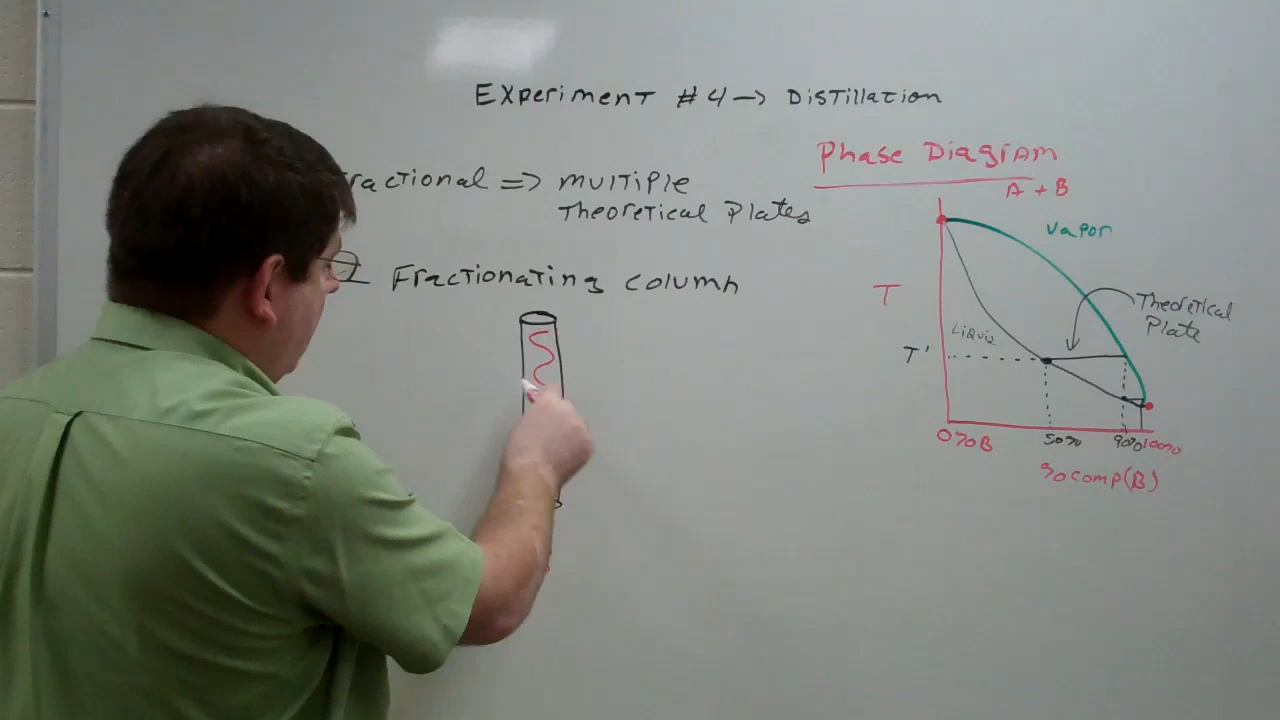 Experiment #4 → Distillation
ractional => multiple
Theoretical Plates
Fractionating column
Phase Diagram
A + B
vapor
T
Theoretical
Plate
Liquid
T'
0% B
50%
90%
100%
% comp (B)